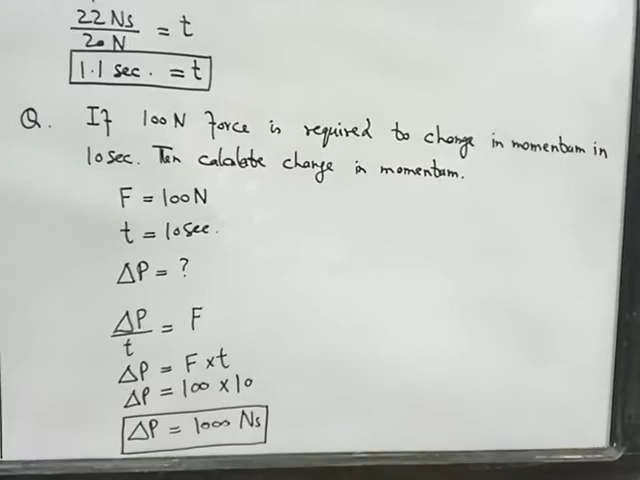 22 Ns / 20 N = t
1.1 sec. = t
Q. If 100 N force is required to change in momentum in
10 sec. Then calculate change in momentum.
F = 100 N
t = 10 sec.
ΔP = ?
ΔP / t = F
ΔP = F × t
ΔP = 100 × 10
ΔP = 1000 Ns